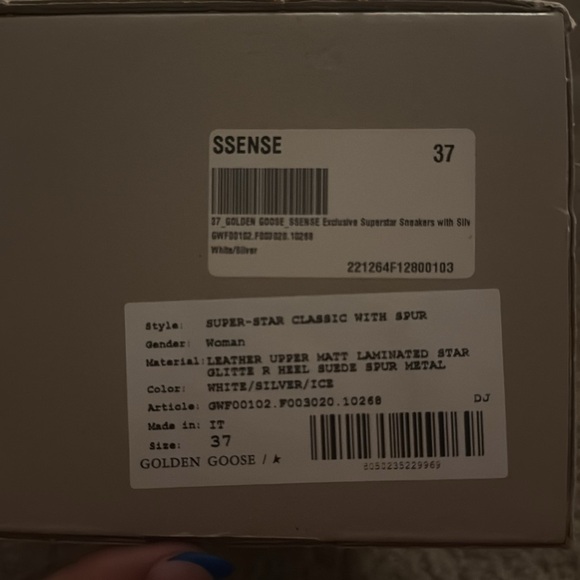 SSENSE
37
37_GOLDEN GOOSE_SSENSE Exclusive Superstar Sneakers with Silv
GWF00102.F003020.10268
White/Silver
221264F12800103
Style: SUPER-STAR CLASSIC WITH SPUR
Gender: Woman
Material: LEATHER UPPER MATT LAMINATED STAR
GLITTE R HEEL SUEDE SPUR METAL
Color: WHITE/SILVER/ICE
Article: GWF00102.F003020.10268
DJ
Made in: IT
Size: 37
GOLDEN GOOSE /
8050235229969